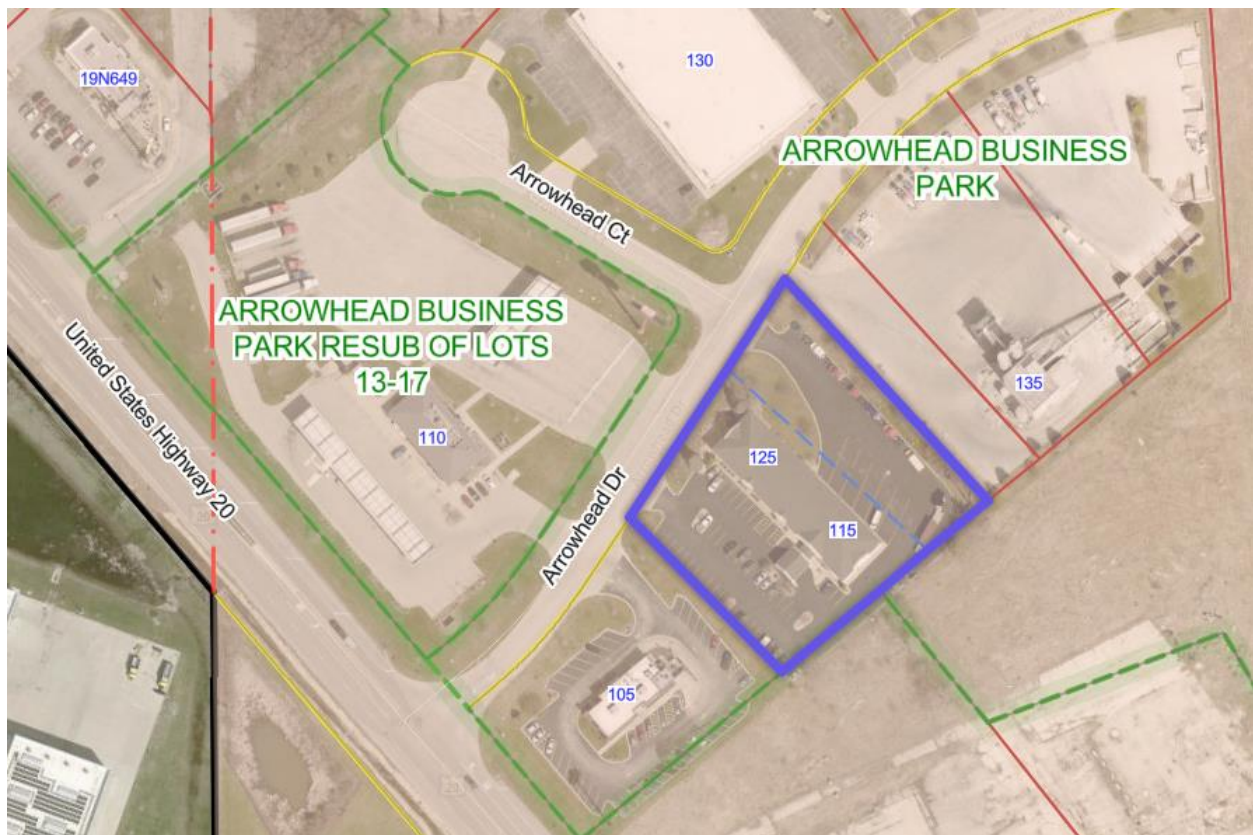 19N649
130
ARROWHEAD BUSINESS
PARK
Arrowhead Ct
ARROWHEAD BUSINESS
PARK RESUB OF LOTS
13-17
United States Highway 20
135
110
125
115
Arrowhead Dr
105